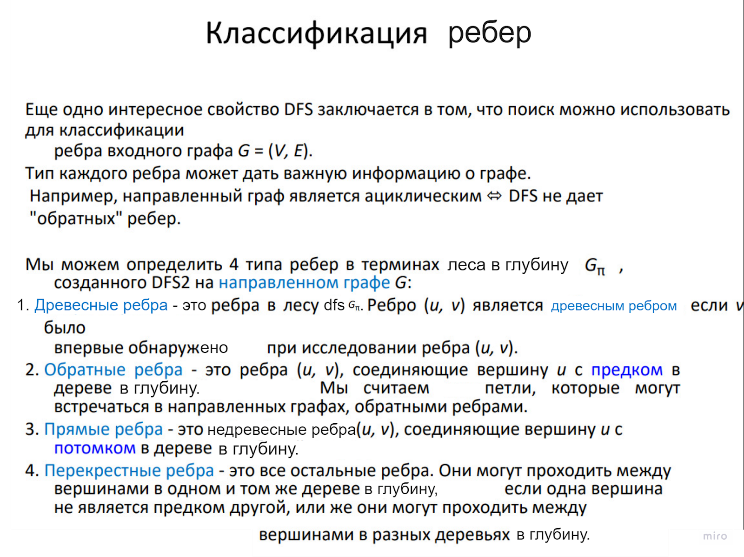 Классификация ребер
Еще одно интересное свойство DFS заключается в том, что поиск можно использовать
для классификации
ребра входного графа G = (V, E).
Тип каждого ребра может дать важную информацию о графе.
Например, направленный граф является ациклическим ⇔ DFS не дает
"обратных" ребер.
Мы можем определить 4 типа ребер в терминах леса в глубину Gπ ,
созданного DFS2 на направленном графе G:
1. Древесные ребра - это ребра в лесу dfs Gπ. Ребро (u, v) является древесным ребром если v
было
впервые обнаружено при исследовании ребра (u, v).
2. Обратные ребра - это ребра (u, v), соединяющие вершину u с предком в
дереве в глубину. Мы считаем петли, которые могут
встречаться в направленных графах, обратными ребрами.
3. Прямые ребра - это недревесные ребра(u, v), соединяющие вершину u с
потомком в дереве в глубину.
4. Перекрестные ребра - это все остальные ребра. Они могут проходить между
вершинами в одном и том же дереве в глубину, если одна вершина
не является предком другой, или же они могут проходить между
вершинами в разных деревьях в глубину.
miro